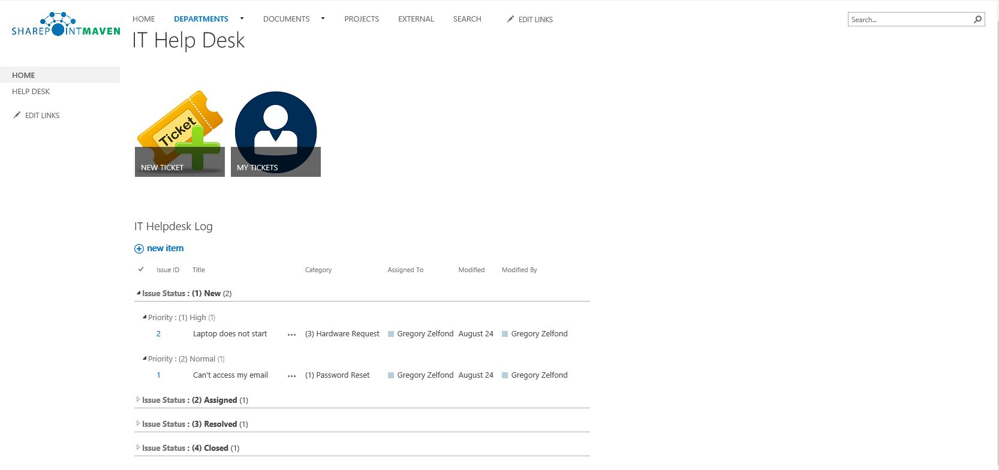 SHAREPOINTMAVEN
HOME DEPARTMENTS DOCUMENTS PROJECTS EXTERNAL SEARCH EDIT LINKS
Search...
IT Help Desk
HOME
HELP DESK
EDIT LINKS
Ticket
NEW TICKET
MY TICKETS
IT Helpdesk Log
new item
Issue ID Title Category Assigned To Modified Modified By
Issue Status : (1) New (2)
Priority : (1) High (1)
2 Laptop does not start ... (3) Hardware Request Gregory Zelfond August 24 Gregory Zelfond
Priority : (2) Normal (1)
1 Can't access my email ... (1) Password Reset Gregory Zelfond August 24 Gregory Zelfond
Issue Status : (2) Assigned (1)
Issue Status : (3) Resolved (1)
Issue Status : (4) Closed (1)